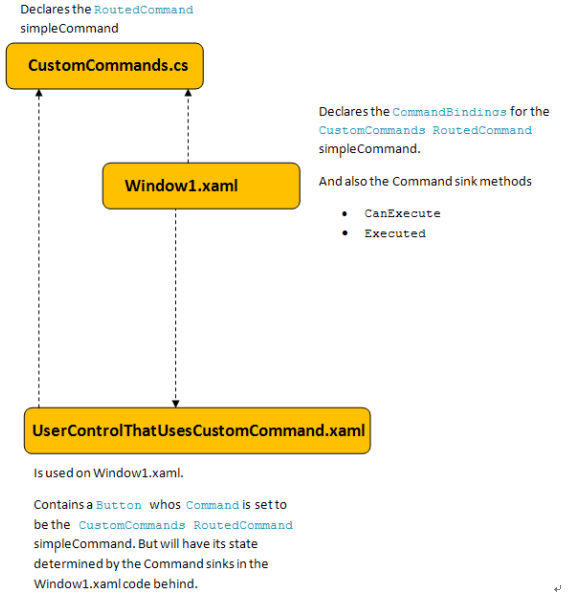 Declares the RoutedCommand
simpleCommand
CustomCommands.cs
Declares the CommandBindings for the
CustomCommands RoutedCommand
simpleCommand.
And also the Command sink methods
• CanExecute
• Executed
Window1.xaml
UserControlThatUsesCustomCommand.xaml
Is used on Window1.xaml.
Contains a Button whos Command is set to
be the CustomCommands RoutedCommand
simpleCommand. But will have its state
determined by the Command sinks in the
Window1.xaml code behind.